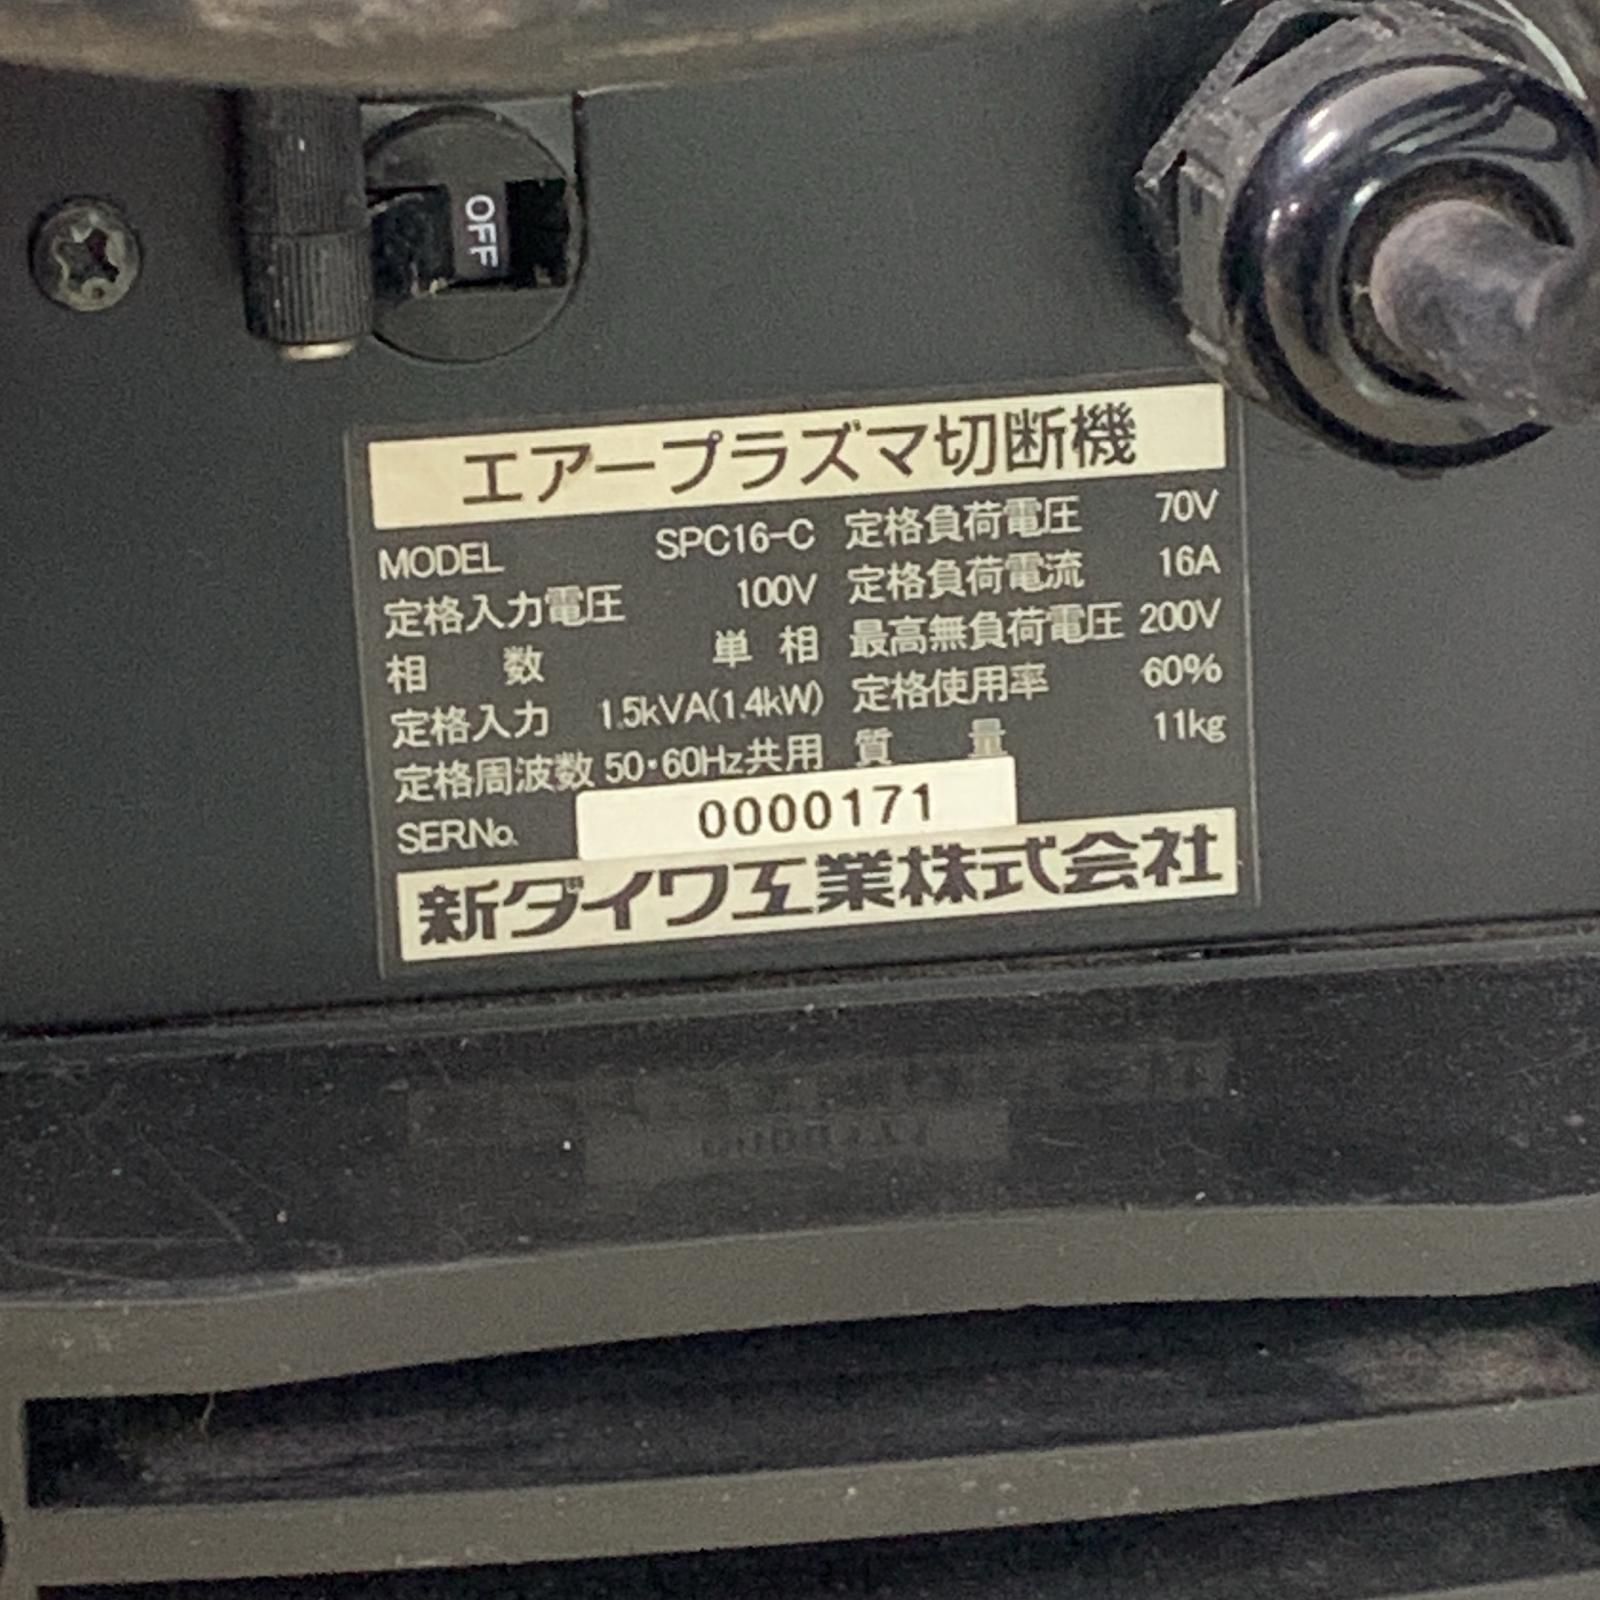 OFF
エアープラズマ切断機
MODEL SPC16-C
定格入力電圧 100V
相 数 単 相
定格入力 1.5kVA(1.4kW)
定格周波数 50・60Hz共用
定格負荷電圧 70V
定格負荷電流 16A
最高無負荷電圧 200V
定格使用率 60%
質 量 11kg
SERNo. 0000171
新ダイワ工業株式会社